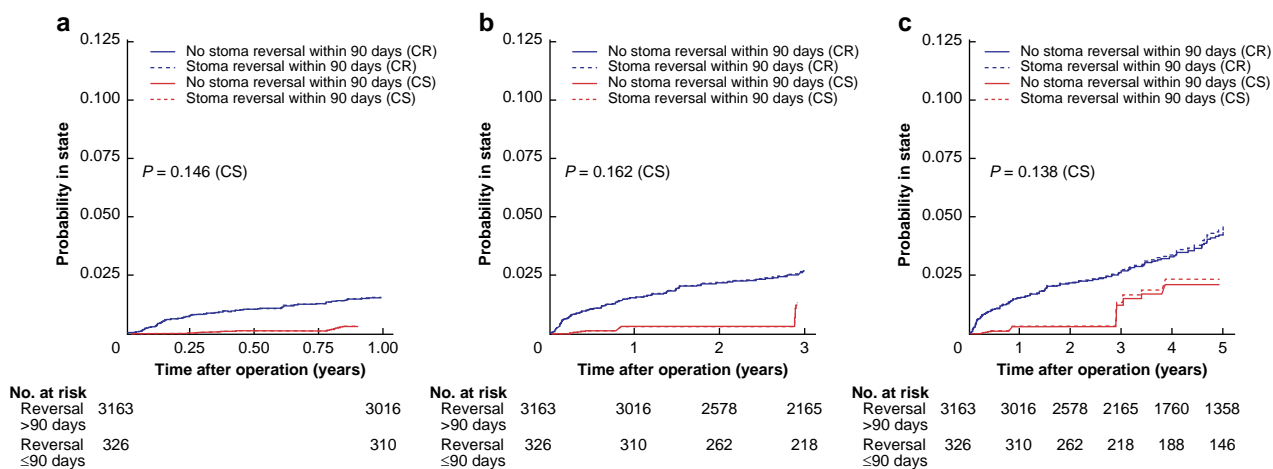 a
0.125
0.100
0.075
0.050
0.025
0
Probability in state
No stoma reversal within 90 days (CR)
Stoma reversal within 90 days (CR)
No stoma reversal within 90 days (CS)
Stoma reversal within 90 days (CS)
P = 0.146 (CS)
0.25 0.50 0.75 1.00
Time after operation (years)
No. at risk
Reversal 3163 3016
>90 days
Reversal 326 310
≤90 days
b
0.125
0.100
0.075
0.050
0.025
0
Probability in state
No stoma reversal within 90 days (CR)
Stoma reversal within 90 days (CR)
No stoma reversal within 90 days (CS)
Stoma reversal within 90 days (CS)
P = 0.162 (CS)
1 2 3
Time after operation (years)
No. at risk
Reversal 3163 3016 2578 2165
>90 days
Reversal 326 310 262 218
≤90 days
c
0.125
0.100
0.075
0.050
0.025
0
Probability in state
No stoma reversal within 90 days (CR)
Stoma reversal within 90 days (CR)
No stoma reversal within 90 days (CS)
Stoma reversal within 90 days (CS)
P = 0.138 (CS)
1 2 3 4 5
Time after operation (years)
No. at risk
Reversal 3163 3016 2578 2165 1760 1358
>90 days
Reversal 326 310 262 218 188 146
≤90 days